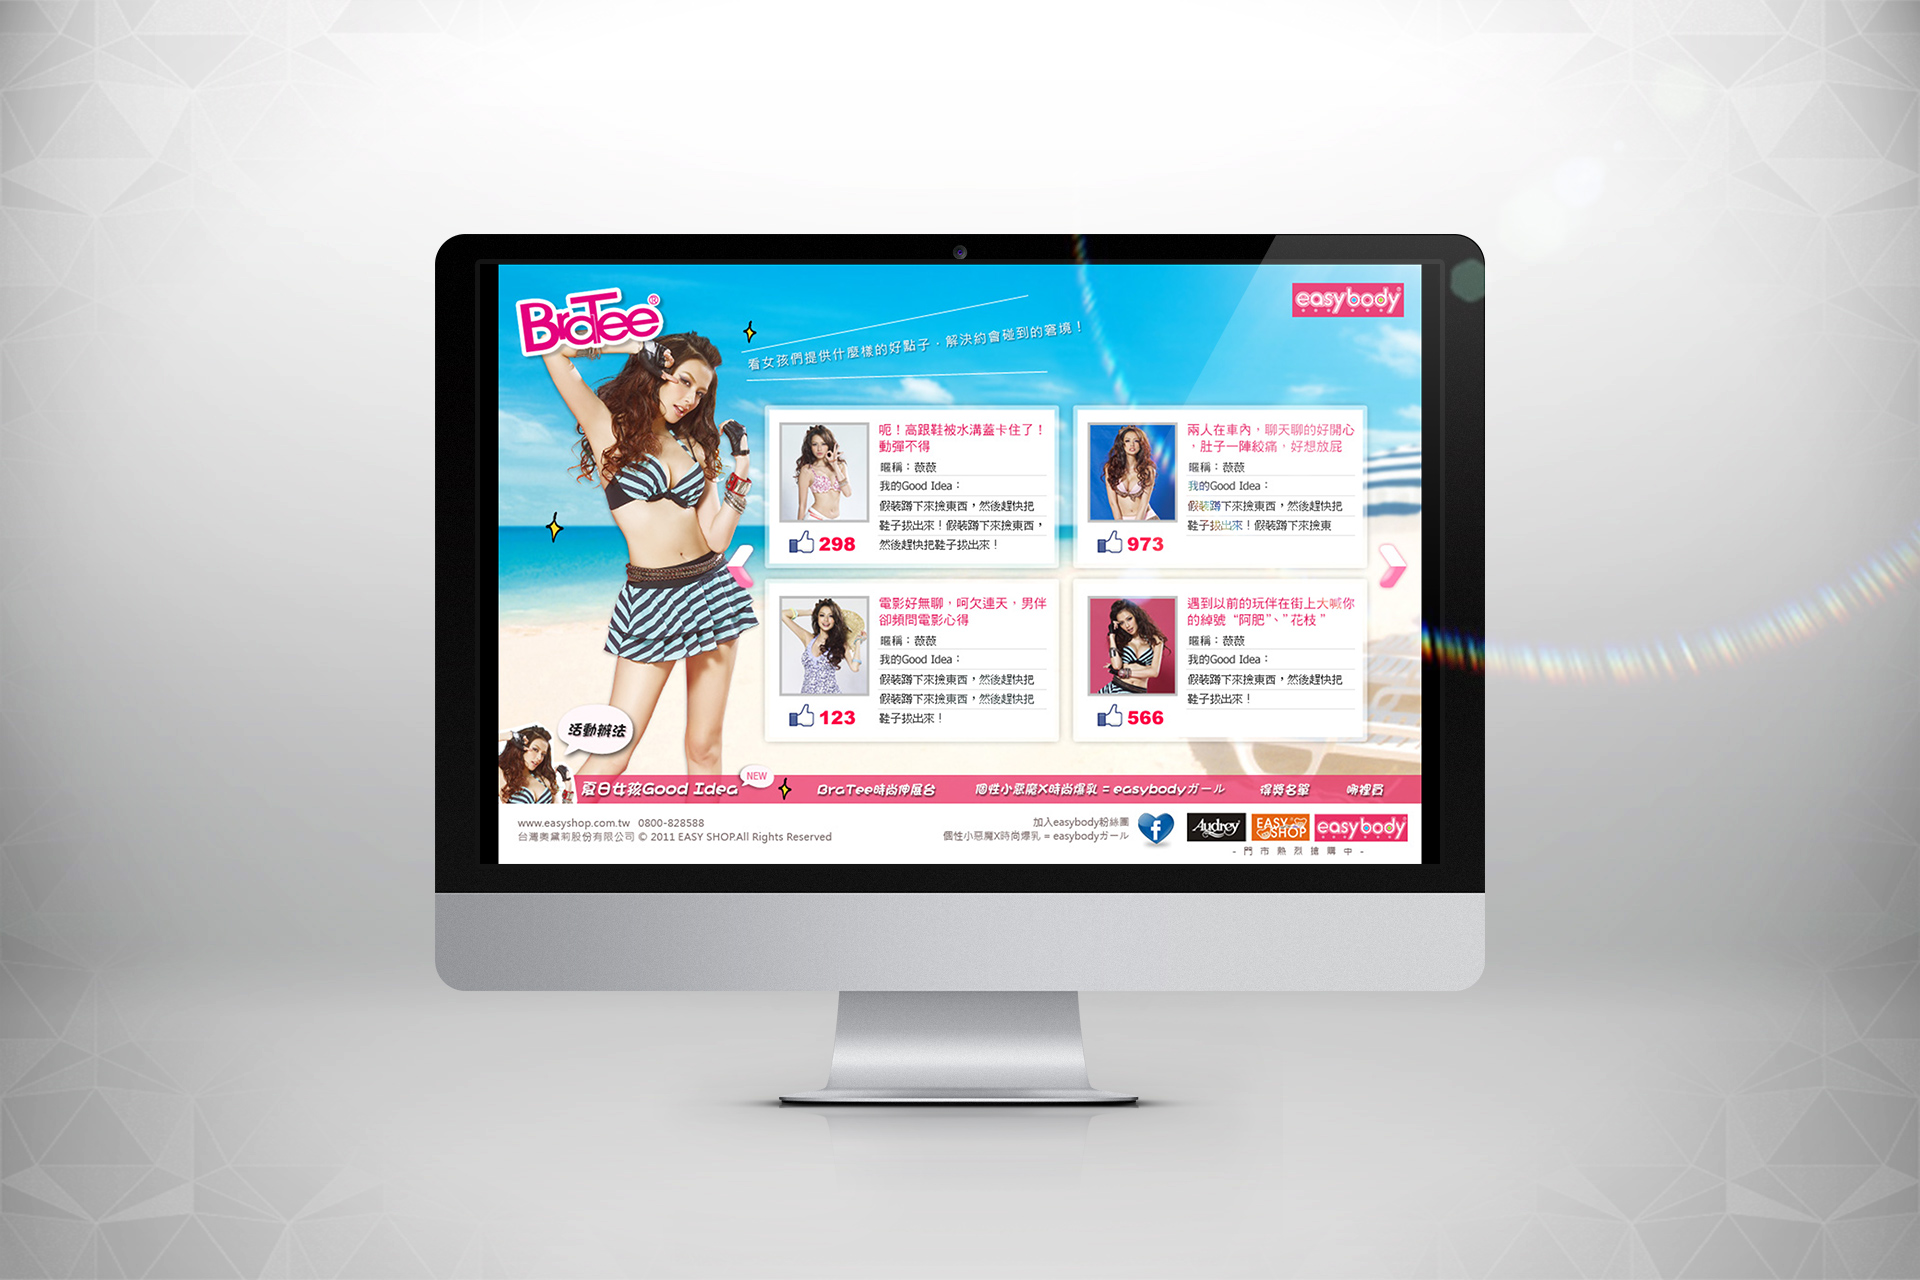 BraTee®
easybody®
看女孩們提供什麼樣的好點子，解決約會碰到的窘境！
呃！高跟鞋被水溝蓋卡住了！
動彈不得
暱稱：薇薇
我的Good Idea：
假裝蹲下來撿東西，然後趕快把
鞋子拔出來！假裝蹲下來撿東西，
然後趕快把鞋子拔出來！
298
兩人在車內，聊天聊的好開心
，肚子一陣絞痛，好想放屁
暱稱：薇薇
我的Good Idea：
假裝蹲下來撿東西，然後趕快把
鞋子拔出來！假裝蹲下來撿東
973
電影好無聊，呵欠連天，男伴
卻頻問電影心得
暱稱：薇薇
我的Good Idea：
假裝蹲下來撿東西，然後趕快把
假裝蹲下來撿東西，然後趕快把
鞋子拔出來！
123
遇到以前的玩伴在街上大喊你
的綽號“阿肥”、”花枝 ”
暱稱：薇薇
我的Good Idea：
假裝蹲下來撿東西，然後趕快把
鞋子拔出來！
566
活動辦法
夏日女孩Good Idea
NEW
BraTee時尚伸展台
個性小惡魔X時尚爆乳 = easybodyガール
得獎名單
哪裡買
www.easyshop.com.tw 0800-828588
台灣奧黛莉股份有限公司 © 2011 EASY SHOP.All Rights Reserved
加入easybody粉絲團
個性小惡魔X時尚爆乳 = easybodyガール
Audrey
EASY SHOP
easybody
- 門市熱烈搶購中 -